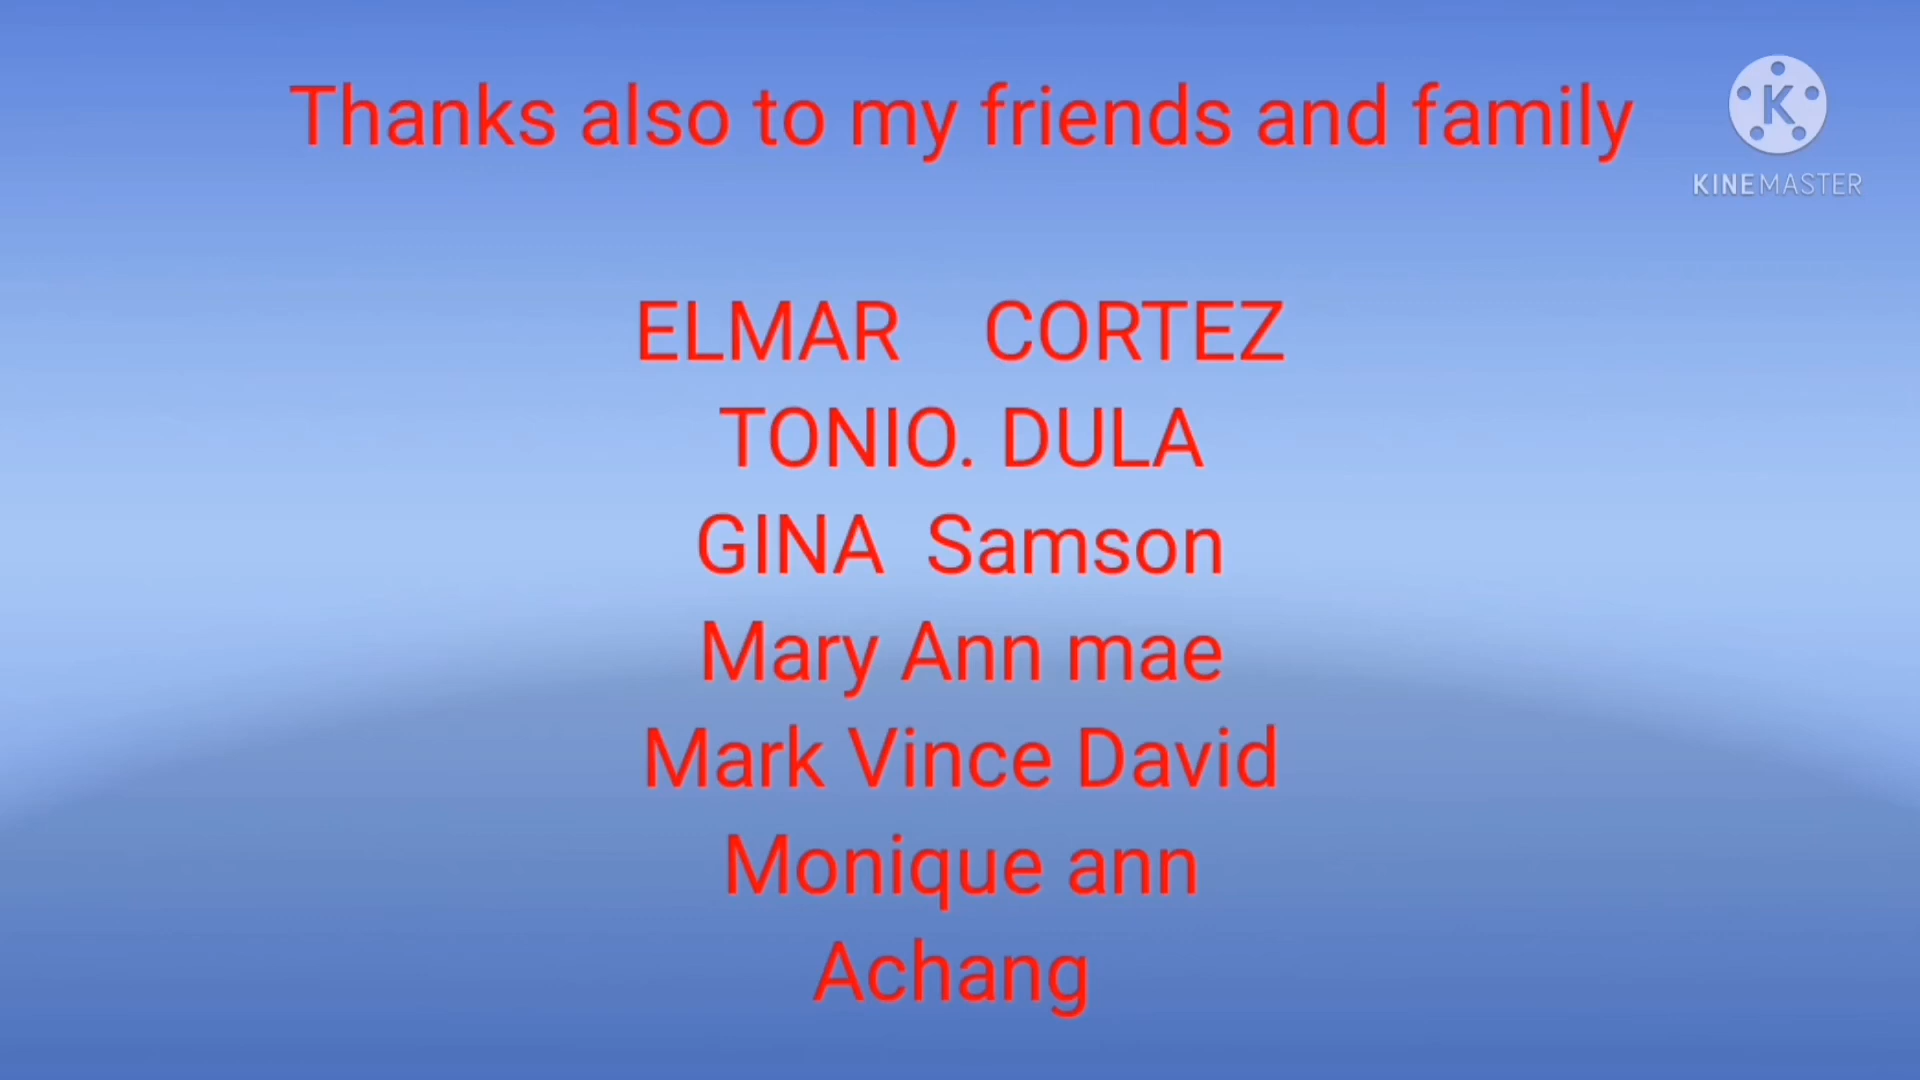 Thanks also to my friends and family
K
KINEMASTER
ELMAR    CORTEZ
TONIO. DULA
GINA  Samson
Mary Ann mae
Mark Vince David
Monique ann
Achang